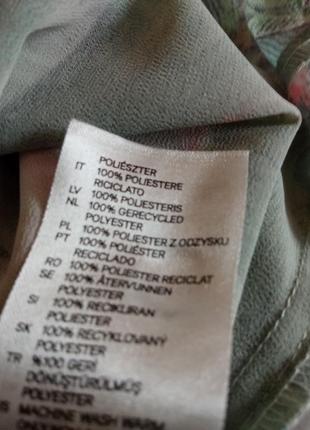 POLIÉSZTER
IT 100% POLIESTERE
RICICLATO
LV 100% POLIESTERIS
NL 100% GERECYCLED
POLYESTER
PL 100% POLIESTER Z ODZYSKU
PT 100% POLIÉSTER
RECICLADO
RO 100% POLIESTER RECICLAT
SE 100% ÅTERVUNNEN
POLYESTER
SI 100% RECIKLIRAN
POLIESTER
SK 100% RECYKLOVANÝ
POLYESTER
TR %100 GERİ
DÖNÜŞTÜRÜLMÜŞ
POLYESTER
MACHINE WASH WARM